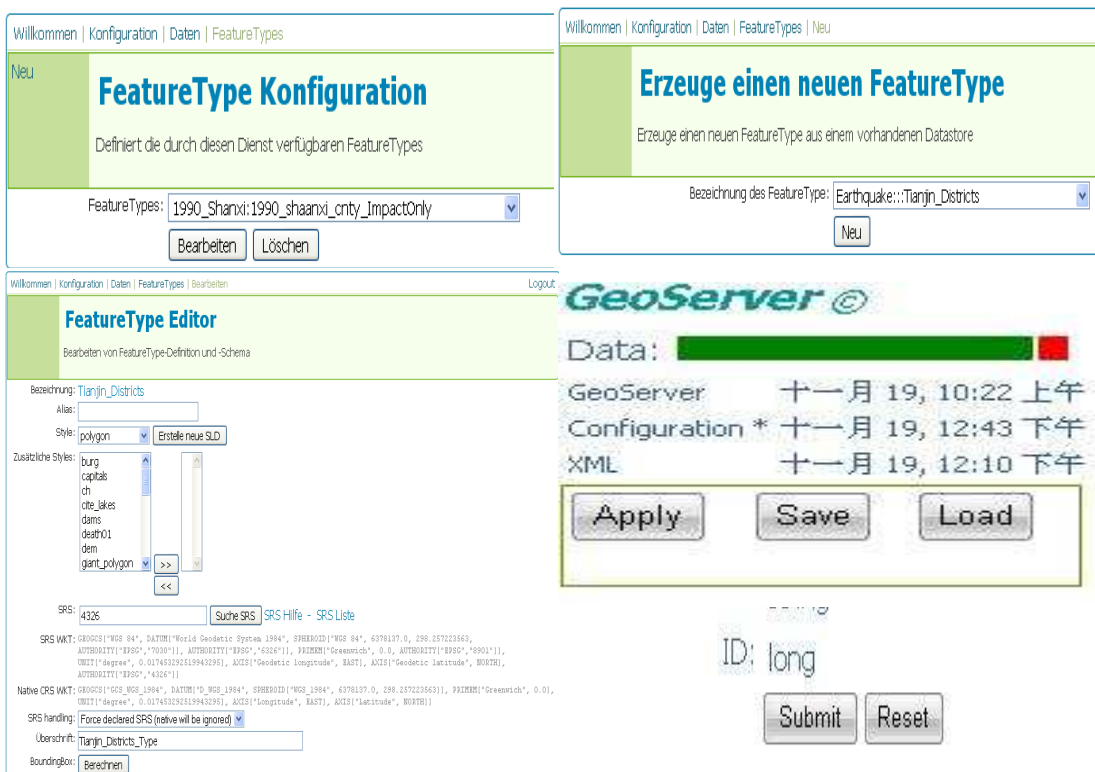 Willkommen | Konfiguration | Daten | FeatureTypes
Neu
FeatureType Konfiguration
Definiert die durch diesen Dienst verfügbaren FeatureTypes
FeatureTypes: 1990_Shanxi:1990_shaanxi_cnty_ImpactOnly
Bearbeiten Löschen
Willkommen | Konfiguration | Daten | FeatureTypes | Neu
Erzeuge einen neuen FeatureType
Erzeuge einen neuen FeatureType aus einem vorhandenen Datastore
Bezeichnung des FeatureType: Earthquake:::Tianjin_Districts
Neu
Willkommen | Konfiguration | Daten | FeatureTypes | Bearbeiten Logout
FeatureType Editor
Bearbeiten von FeatureType-Definition und -Schema
Bezeichnung: Tianjin_Districts
Alias:
Style: polygon Erstelle neue SLD
Zusätzliche Styles: burg
capitals
ch
cite_lakes
dams
death01
dem
giant_polygon >>
<<
SRS: 4326 Suche SRS SRS Hilfe - SRS Liste
SRS WKT: GEOGCS["WGS 84", DATUM["World Geodetic System 1984", SPHEROID["WGS 84", 6378137.0, 298.257223563,
AUTHORITY["EPSG","7030"]], AUTHORITY["EPSG","6326"]], PRIMEM["Greenwich", 0.0, AUTHORITY["EPSG","8901"]],
UNIT["degree", 0.017453292519943295], AXIS["Geodetic longitude", EAST], AXIS["Geodetic latitude", NORTH],
AUTHORITY["EPSG","4326"]]
Native CRS WKT: GEOGCS["GCS_WGS_1984", DATUM["D_WGS_1984", SPHEROID["WGS_1984", 6378137.0, 298.257223563]], PRIMEM["Greenwich", 0.0],
UNIT["degree", 0.017453292519943295], AXIS["Longitude", EAST], AXIS["Latitude", NORTH]]
SRS handling: Force declared SRS (native will be ignored)
Überschrift: Tianjin_Districts_Type
BoundingBox: Berechnen
GeoServer ©
Data:
GeoServer 十一月 19, 10:22 上午
Configuration * 十一月 19, 12:43 下午
XML 十一月 19, 12:10 下午
Apply Save Load
ID: long
Submit Reset